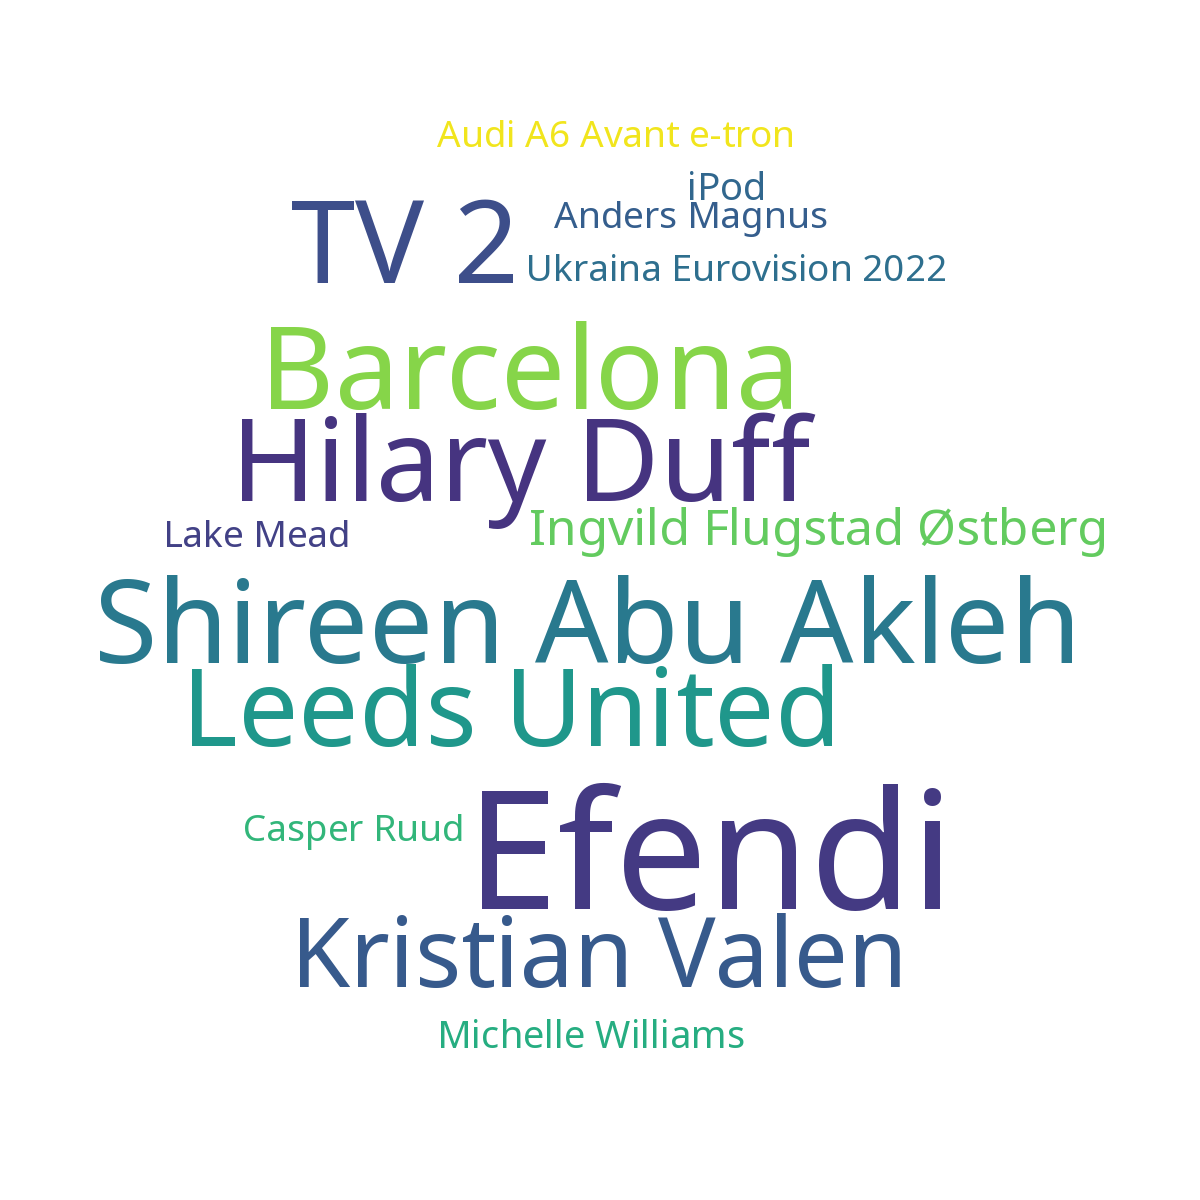 Audi A6 Avant e-tron
iPod
Anders Magnus
TV 2
Ukraina Eurovision 2022
Barcelona
Hilary Duff
Lake Mead
Ingvild Flugstad Østberg
Shireen Abu Akleh
Leeds United
Casper Ruud
Efendi
Kristian Valen
Michelle Williams